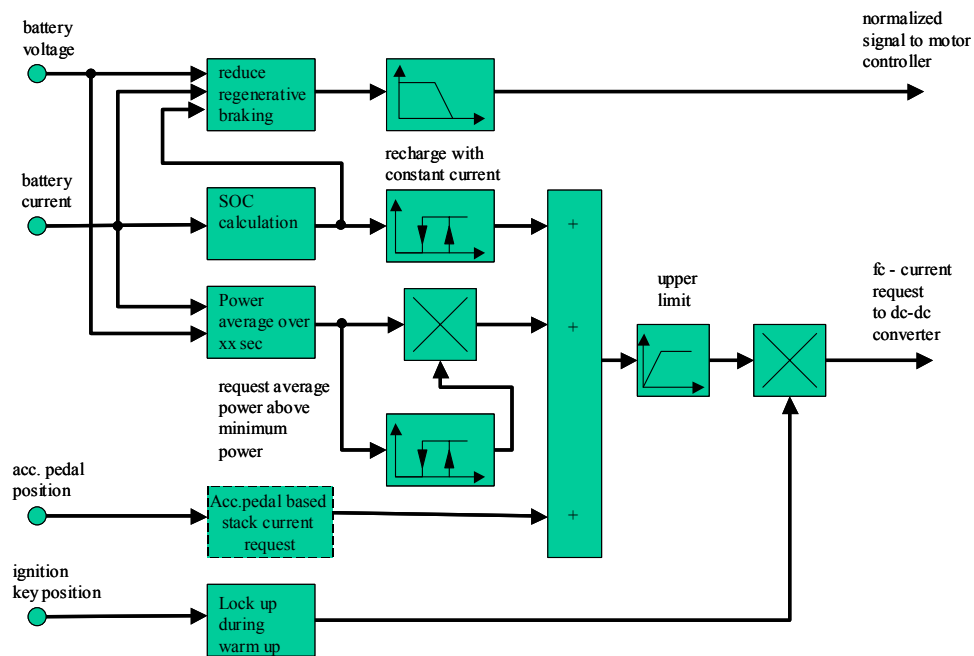 battery
voltage
reduce
regenerative
braking
normalized
signal to motor
controller
battery
current
SOC
calculation
recharge with
constant current
+
Power
average over
xx sec
+
request average
power above
minimum
power
upper
limit
fc - current
request
to dc-dc
converter
acc. pedal
position
Acc.pedal based
stack current
request
+
ignition
key position
Lock up
during
warm up